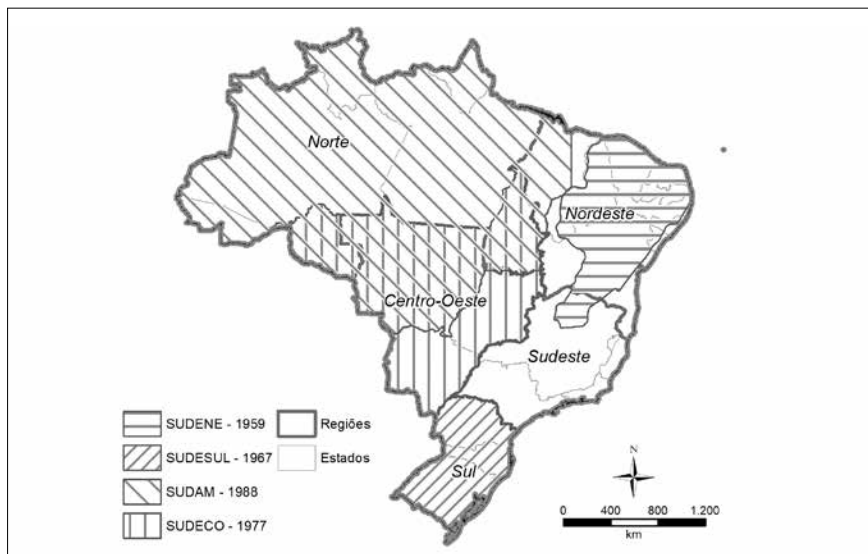 Norte
Nordeste
Centro-Oeste
Sudeste
Sul
SUDENE - 1959
SUDESUL - 1967
SUDAM - 1988
SUDECO - 1977
Regiões
Estados
N
0 400 800 1.200
km